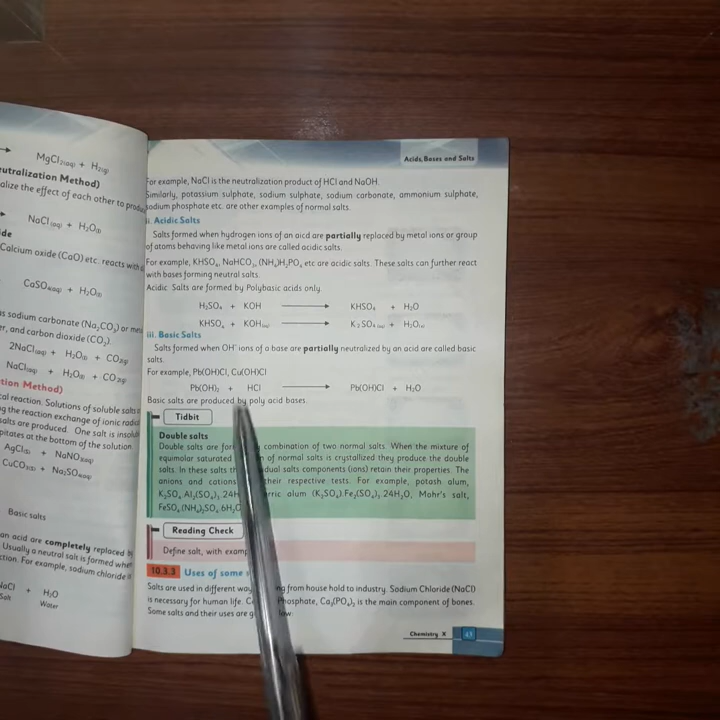 MgCl₂(aq) + H₂(g)
eutralization Method)
alize the effect of each other to produ
NaCl(aq) + H₂O(l)
ide
Calcium oxide (CaO) etc. reacts with
CaSO₄(aq) + H₂O(l)
as sodium carbonate (Na₂CO₃) or me
er, and carbon dioxide (CO₂)
2NaCl(aq) + H₂O(l) + CO₂(g)
NaCl(aq) + H₂O(l) + CO₂(g)
tion Method)
cal reaction. Solutions of soluble salts
g the reaction exchange of ionic radic
salts are produced. One salt is insolu
pitates at the bottom of the solution.
AgCl(s) + NaNO₃(aq)
CuCO₃(s) + Na₂SO₄(aq)
Basic salts
an acid are completely replaced b
Usually a neutral salt is formed when
ction. For example, sodium chloride is
NaCl + H₂O
Salt Water
Acids, Bases and Salts
For example, NaCl is the neutralization product of HCl and NaOH.
Similarly, potassium sulphate, sodium sulphate, sodium carbonate, ammonium sulphate,
sodium phosphate etc. are other examples of normal salts.
ii. Acidic Salts
Salts formed when hydrogen ions of an aicd are partially replaced by metal ions or group
of atoms behaving like metal ions are called acidic salts.
For example, KHSO₄, NaHCO₃, (NH₄)H₂PO₄ etc are acidic salts. These salts can further react
with bases forming neutral salts.
Acidic Salts are formed by Polybasic acids only.
H₂SO₄ + KOH ⟶ KHSO₄ + H₂O
KHSO₄ + KOH(aq) ⟶ K₂SO₄(aq) + H₂O(l)
iii. Basic Salts
Salts formed when OH⁻ ions of a base are partially neutralized by an acid are called basic
salts.
For example, Pb(OH)Cl, Cu(OH)Cl
Pb(OH)₂ + HCl ⟶ Pb(OH)Cl + H₂O
Basic salts are produced by poly acid bases.
Tidbit
Double salts
Double salts are for combination of two normal salts. When the mixture of
equimolar saturated of normal salts is crystallized they produce the double
salts. In these salts salts components (ions) retain their properties. The
anions and cations their respective tests. For example, potash alum,
K₂SO₄ Al₂(SO₄)₃ 24H alum (K₂SO₄).Fe₂(SO₄)₃ 24H₂O, Mohr's salt,
FeSO₄(NH₄)₂SO₄ 6H₂O
Reading Check
Define salt, with
10.3.3 Uses of some
Salts are used in different from house hold to industry. Sodium Chloride (NaCl)
is necessary for human life. Ca₃(PO₄)₂ is the main component of bones.
Some salts and their uses are
Chemistry X 43